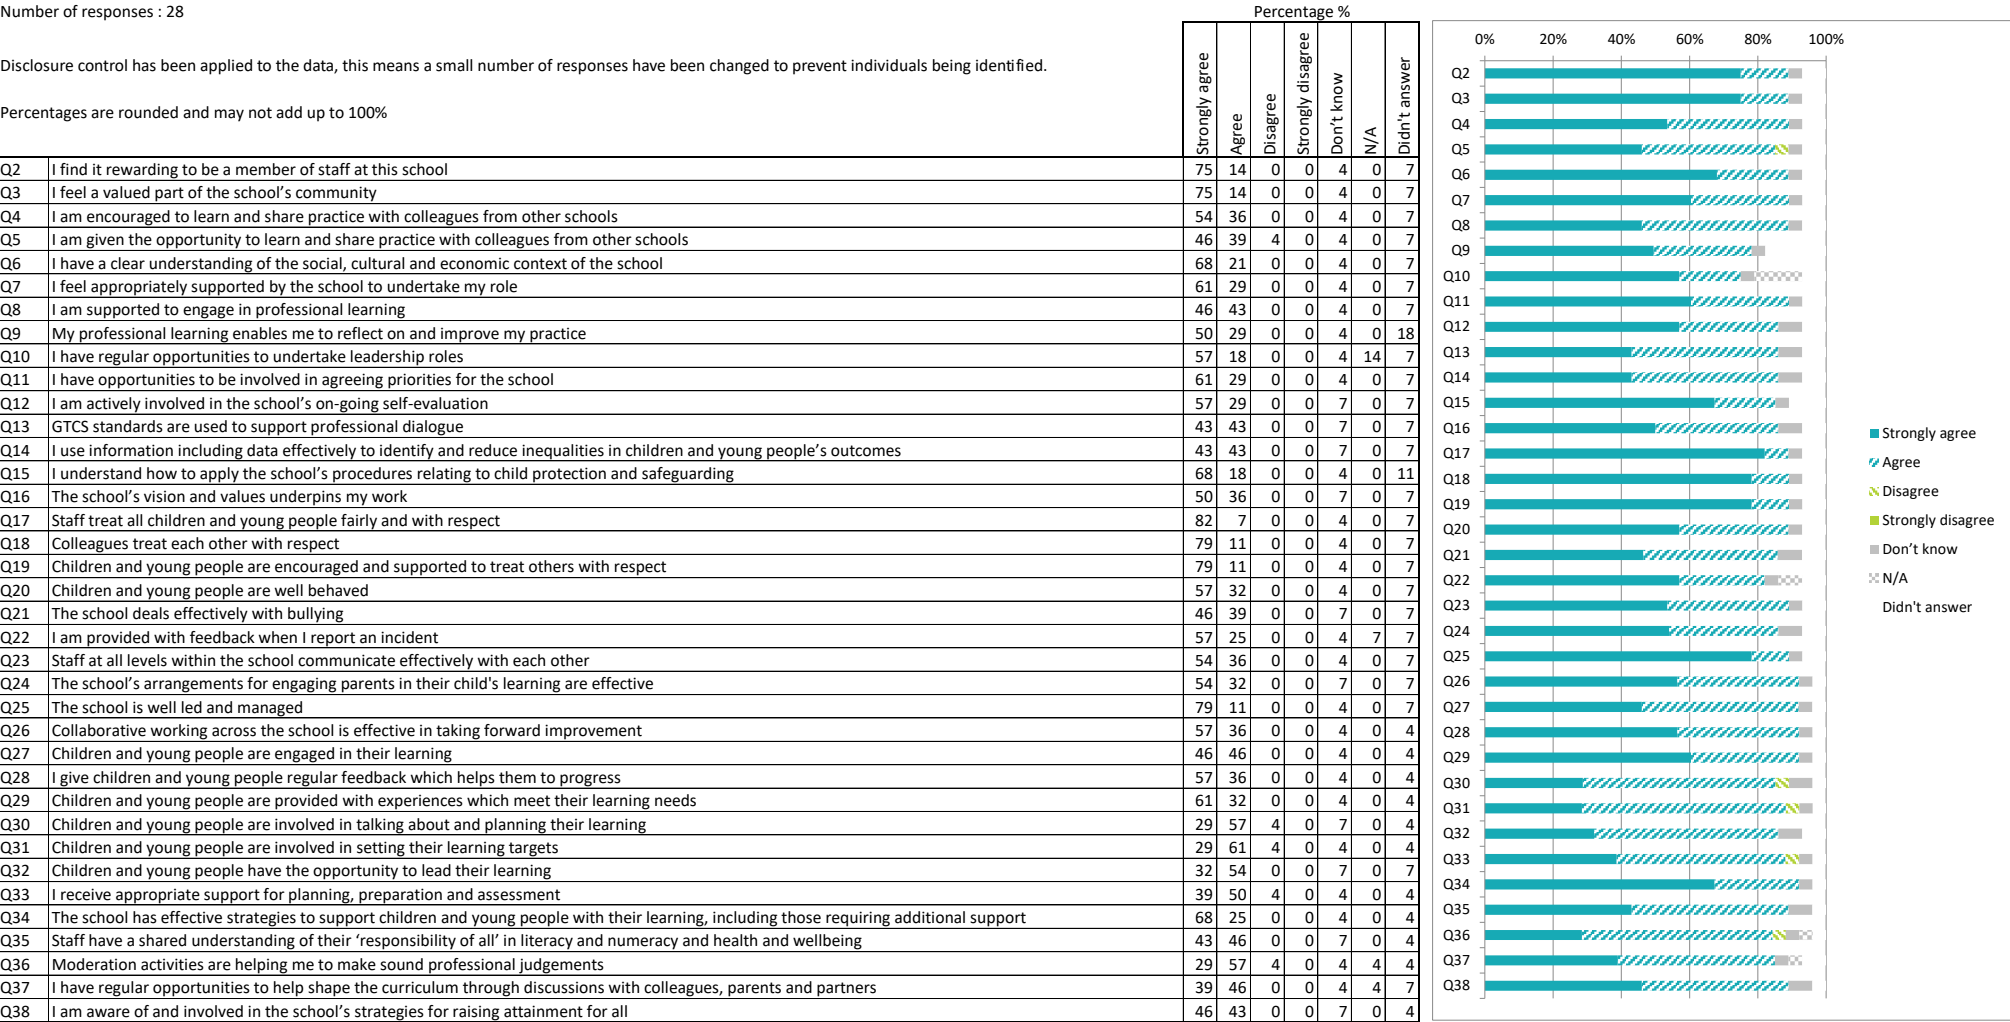 Number of responses : 28
Percentage %
Disclosure control has been applied to the data, this means a small number of responses have been changed to prevent individuals being identified.
Percentages are rounded and may not add up to 100%
Strongly agree
Agree
Disagree
Strongly disagree
Don't know
N/A
Didn't answer
Q2 I find it rewarding to be a member of staff at this school 75 14 0 0 4 0 7
Q3 I feel a valued part of the school's community 75 14 0 0 4 0 7
Q4 I am encouraged to learn and share practice with colleagues from other schools 54 36 0 0 4 0 7
Q5 I am given the opportunity to learn and share practice with colleagues from other schools 46 39 4 0 4 0 7
Q6 I have a clear understanding of the social, cultural and economic context of the school 68 21 0 0 4 0 7
Q7 I feel appropriately supported by the school to undertake my role 61 29 0 0 4 0 7
Q8 I am supported to engage in professional learning 46 43 0 0 4 0 7
Q9 My professional learning enables me to reflect on and improve my practice 50 29 0 0 4 0 18
Q10 I have regular opportunities to undertake leadership roles 57 18 0 0 4 14 7
Q11 I have opportunities to be involved in agreeing priorities for the school 61 29 0 0 4 0 7
Q12 I am actively involved in the school's on-going self-evaluation 57 29 0 0 7 0 7
Q13 GTCS standards are used to support professional dialogue 43 43 0 0 7 0 7
Q14 I use information including data effectively to identify and reduce inequalities in children and young people's outcomes 43 43 0 0 7 0 7
Q15 I understand how to apply the school's procedures relating to child protection and safeguarding 68 18 0 0 4 0 11
Q16 The school's vision and values underpins my work 50 36 0 0 7 0 7
Q17 Staff treat all children and young people fairly and with respect 82 7 0 0 4 0 7
Q18 Colleagues treat each other with respect 79 11 0 0 4 0 7
Q19 Children and young people are encouraged and supported to treat others with respect 79 11 0 0 4 0 7
Q20 Children and young people are well behaved 57 32 0 0 4 0 7
Q21 The school deals effectively with bullying 46 39 0 0 7 0 7
Q22 I am provided with feedback when I report an incident 57 25 0 0 4 7 7
Q23 Staff at all levels within the school communicate effectively with each other 54 36 0 0 4 0 7
Q24 The school's arrangements for engaging parents in their child's learning are effective 54 32 0 0 7 0 7
Q25 The school is well led and managed 79 11 0 0 4 0 7
Q26 Collaborative working across the school is effective in taking forward improvement 57 36 0 0 4 0 4
Q27 Children and young people are engaged in their learning 46 46 0 0 4 0 4
Q28 I give children and young people regular feedback which helps them to progress 57 36 0 0 4 0 4
Q29 Children and young people are provided with experiences which meet their learning needs 61 32 0 0 4 0 4
Q30 Children and young people are involved in talking about and planning their learning 29 57 4 0 7 0 4
Q31 Children and young people are involved in setting their learning targets 29 61 4 0 4 0 4
Q32 Children and young people have the opportunity to lead their learning 32 54 0 0 7 0 7
Q33 I receive appropriate support for planning, preparation and assessment 39 50 4 0 4 0 4
Q34 The school has effective strategies to support children and young people with their learning, including those requiring additional support 68 25 0 0 4 0 4
Q35 Staff have a shared understanding of their 'responsibility of all' in literacy and numeracy and health and wellbeing 43 46 0 0 7 0 4
Q36 Moderation activities are helping me to make sound professional judgements 29 57 4 0 4 4 4
Q37 I have regular opportunities to help shape the curriculum through discussions with colleagues, parents and partners 39 46 0 0 4 4 7
Q38 I am aware of and involved in the school's strategies for raising attainment for all 46 43 0 0 7 0 4
0% 20% 40% 60% 80% 100%
Q2
Q3
Q4
Q5
Q6
Q7
Q8
Q9
Q10
Q11
Q12
Q13
Q14
Q15
Q16
Q17
Q18
Q19
Q20
Q21
Q22
Q23
Q24
Q25
Q26
Q27
Q28
Q29
Q30
Q31
Q32
Q33
Q34
Q35
Q36
Q37
Q38
Strongly agree
Agree
Disagree
Strongly disagree
Don't know
N/A
Didn't answer